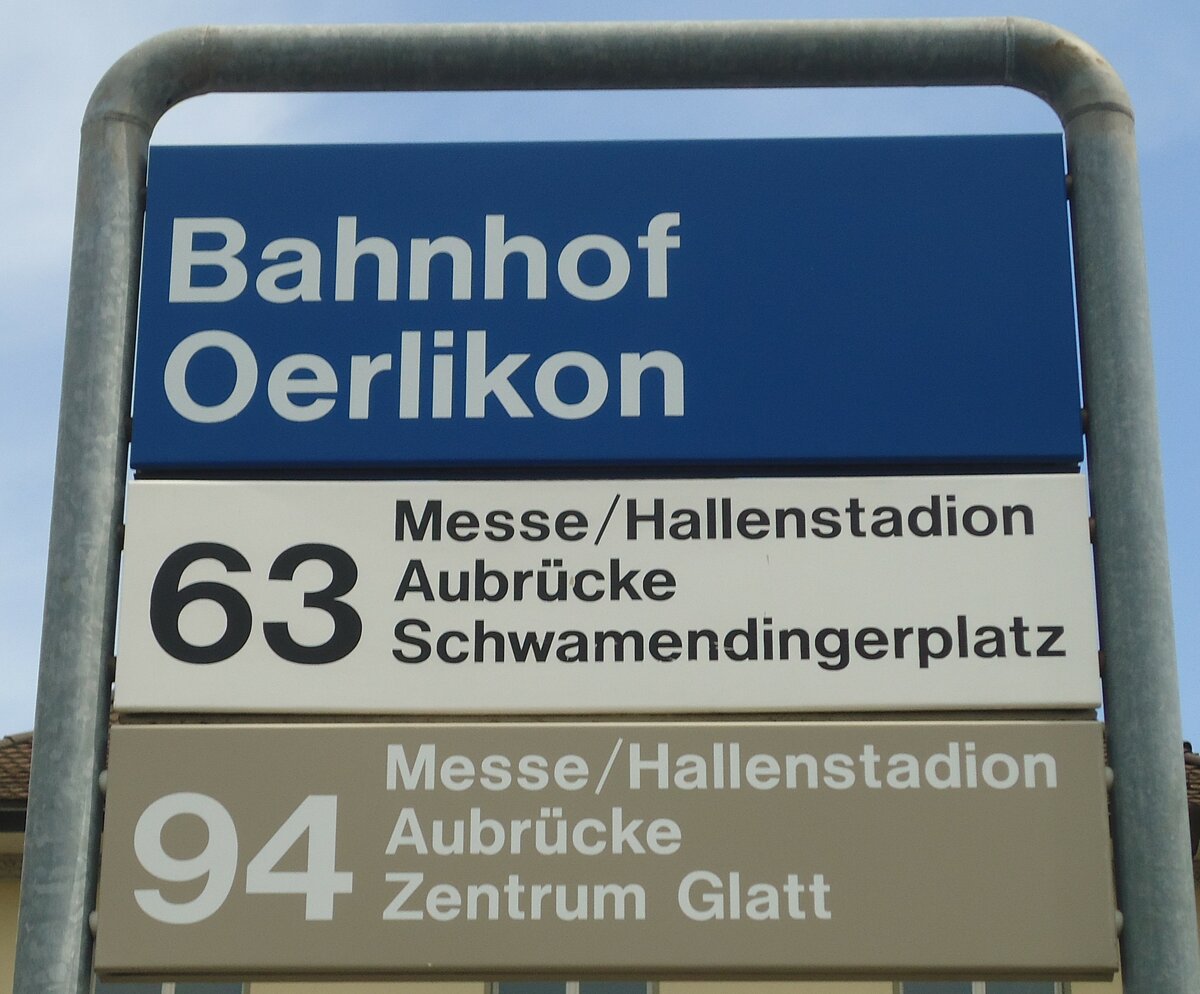 Bahnhof
Oerlikon
63
Messe/Hallenstadion
Aubrücke
Schwamendingerplatz
94
Messe/Hallenstadion
Aubrücke
Zentrum Glatt